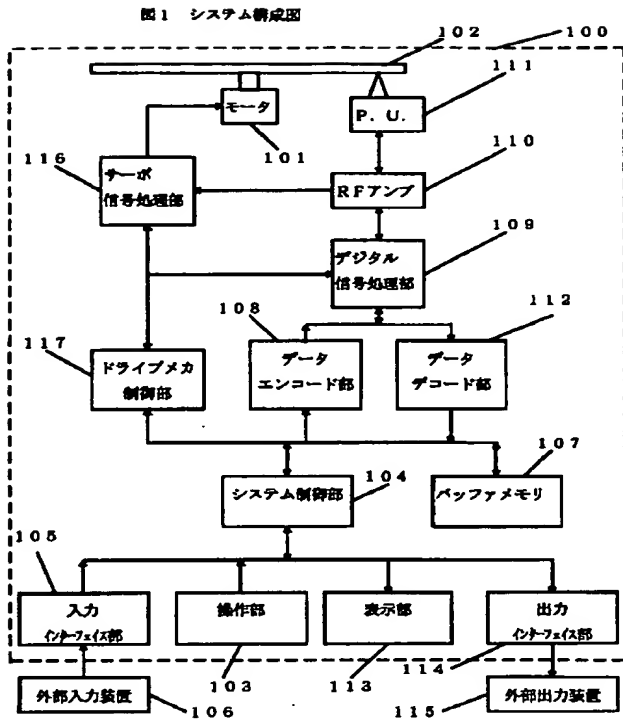 図1 システム構成図
100
102
111
モータ
P. U.
101
110
116
サーボ
信号処理部
RFアンプ
109
デジタル
信号処理部
108
112
117
ドライブメカ
制御部
データ
エンコード部
データ
デコード部
104
107
システム制御部
バッファメモリ
105
入力
インターフェイス部
操作部
表示部
出力
インターフェイス部
103
113
114
外部入力装置
106
115
外部出力装置